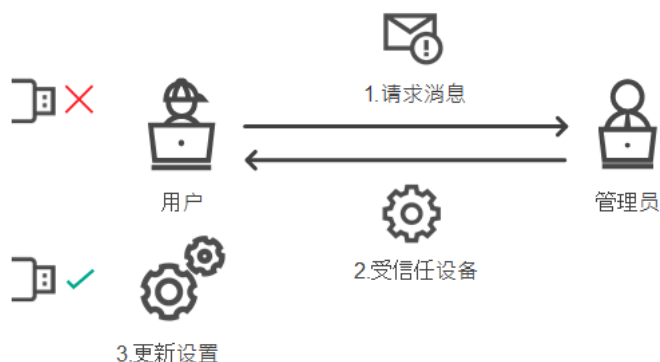 1.请求消息
用户
管理员
2.受信任设备
3.更新设置